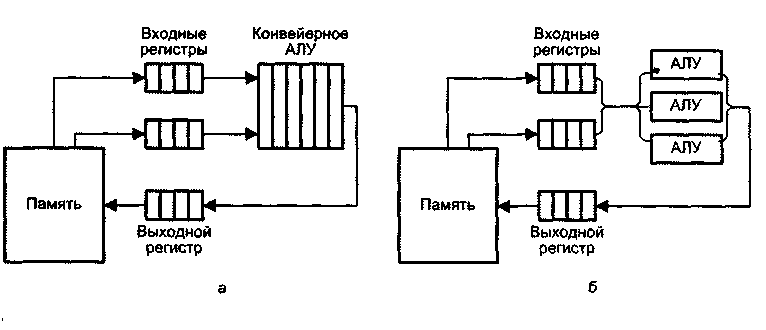 Входные
регистры
Конвейерное
АЛУ
Память
Выходной
регистр
а
Входные
регистры
АЛУ
АЛУ
АЛУ
Память
Выходной
регистр
б